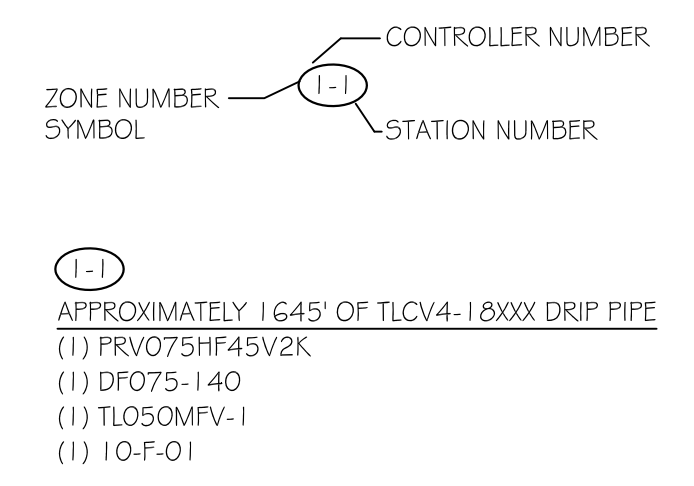 CONTROLLER NUMBER
1-1
ZONE NUMBER
SYMBOL
STATION NUMBER
1-1
APPROXIMATELY 1645' OF TLCV4-18XXX DRIP PIPE
(1) PRV075HF45V2K
(1) DF075-140
(1) TL050MFV-1
(1) 10-F-01